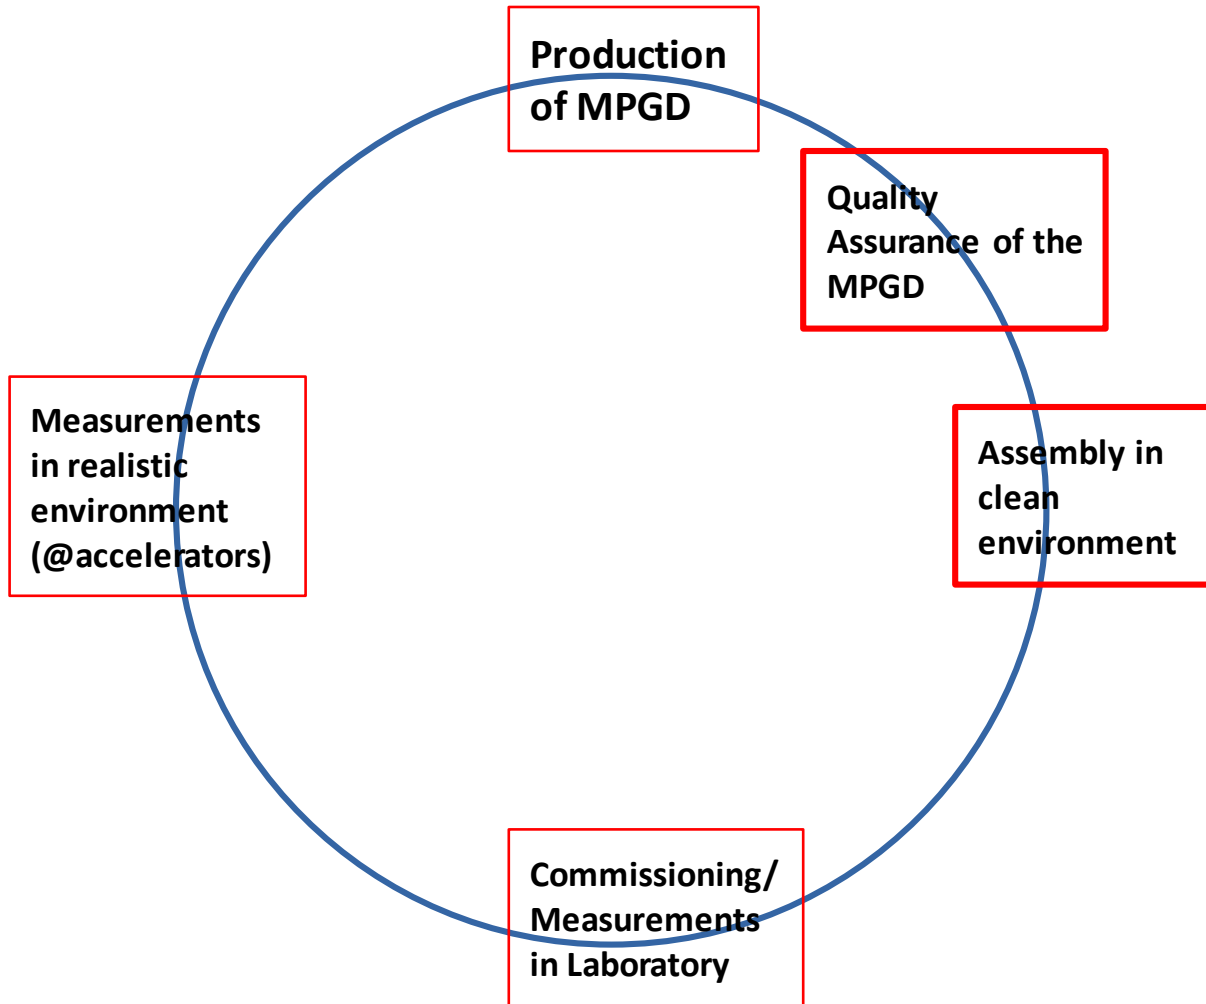 Production
of MPGD
Quality
Assurance of the
MPGD
Measurements
in realistic
environment
(@accelerators)
Assembly in
clean
environment
Commissioning/
Measurements
in Laboratory